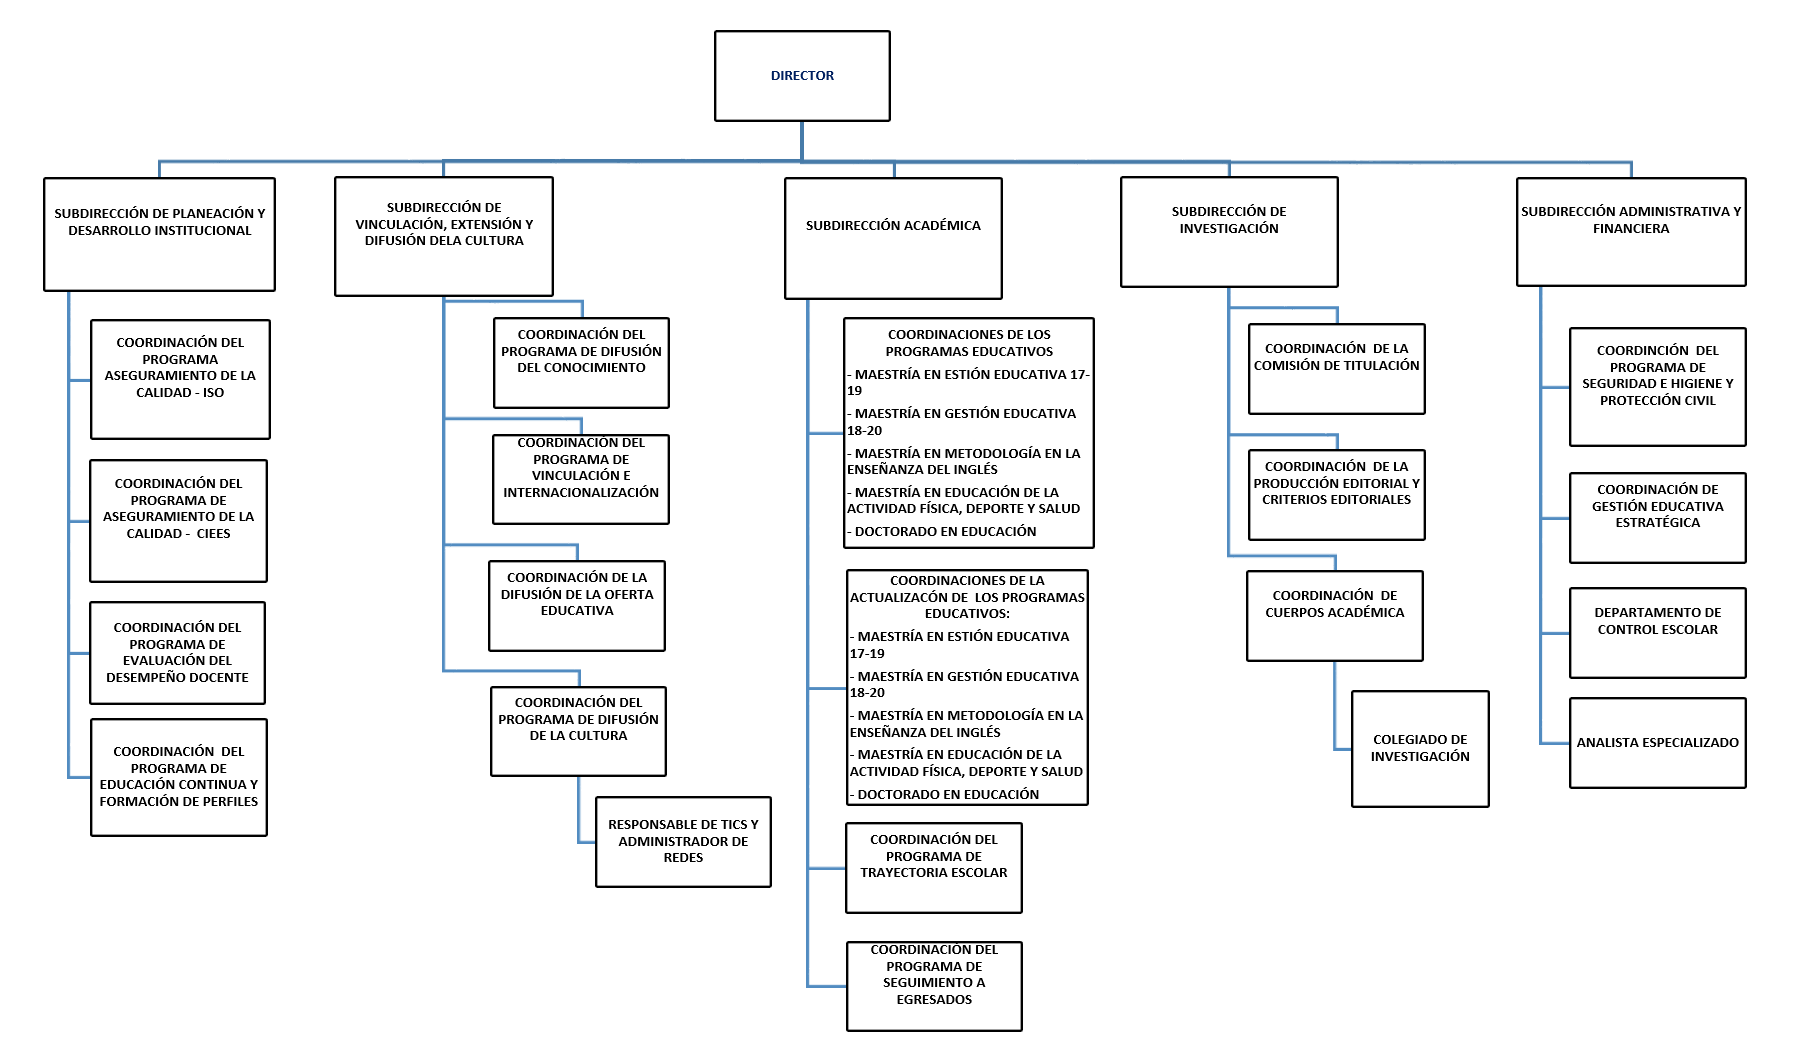 DIRECTOR
SUBDIRECCIÓN DE PLANEACIÓN Y
DESARROLLO INSTITUCIONAL
COORDINACIÓN DEL
PROGRAMA
ASEGURAMIENTO DE LA
CALIDAD - ISO
COORDINACIÓN DEL
PROGRAMA DE
ASEGURAMIENTO DE LA
CALIDAD -  CIEES
COORDINACIÓN DEL
PROGRAMA DE
EVALUACIÓN DEL
DESEMPEÑO DOCENTE
COORDINACIÓN  DEL
PROGRAMA DE
EDUCACIÓN CONTINUA Y
FORMACIÓN DE PERFILES
SUBDIRECCIÓN DE
VINCULACIÓN, EXTENSIÓN Y
DIFUSIÓN DELA CULTURA
COORDINACIÓN DEL
PROGRAMA DE DIFUSIÓN
DEL CONOCIMIENTO
COORDINACIÓN DEL
PROGRAMA DE
VINCULACIÓN E
INTERNACIONALIZACIÓN
COORDINACIÓN DE LA
DIFUSIÓN DE LA OFERTA
EDUCATIVA
COORDINACIÓN DEL
PROGRAMA DE DIFUSIÓN
DE LA CULTURA
RESPONSABLE DE TICS Y
ADMINISTRADOR DE
REDES
SUBDIRECCIÓN ACADÉMICA
COORDINACIONES DE LOS
PROGRAMAS EDUCATIVOS
- MAESTRÍA EN ESTIÓN EDUCATIVA 17-
19
- MAESTRÍA EN GESTIÓN EDUCATIVA
18-20
- MAESTRÍA EN METODOLOGÍA EN LA
ENSEÑANZA DEL INGLÉS
- MAESTRÍA EN EDUCACIÓN DE LA
ACTIVIDAD FÍSICA, DEPORTE Y SALUD
- DOCTORADO EN EDUCACIÓN
COORDINACIONES DE LA
ACTUALIZACÓN DE  LOS PROGRAMAS
EDUCATIVOS:
- MAESTRÍA EN ESTIÓN EDUCATIVA
17-19
- MAESTRÍA EN GESTIÓN EDUCATIVA
18-20
- MAESTRÍA EN METODOLOGÍA EN LA
ENSEÑANZA DEL INGLÉS
- MAESTRÍA EN EDUCACIÓN DE LA
ACTIVIDAD FÍSICA, DEPORTE Y SALUD
- DOCTORADO EN EDUCACIÓN
COORDINACIÓN DEL
PROGRAMA DE
TRAYECTORIA ESCOLAR
COORDINACIÓN DEL
PROGRAMA DE
SEGUIMIENTO A
EGRESADOS
SUBDIRECCIÓN DE
INVESTIGACIÓN
COORDINACIÓN  DE LA
COMISIÓN DE TITULACIÓN
COORDINACIÓN  DE LA
PRODUCCIÓN EDITORIAL Y
CRITERIOS EDITORIALES
COORDINACIÓN  DE
CUERPOS ACADÉMICA
COLEGIADO DE
INVESTIGACIÓN
SUBDIRECCIÓN ADMINISTRATIVA Y
FINANCIERA
COORDINCIÓN  DEL
PROGRAMA DE
SEGURIDAD E HIGIENE Y
PROTECCIÓN CIVIL
COORDINACIÓN DE
GESTIÓN EDUCATIVA
ESTRATÉGICA
DEPARTAMENTO DE
CONTROL ESCOLAR
ANALISTA ESPECIALIZADO